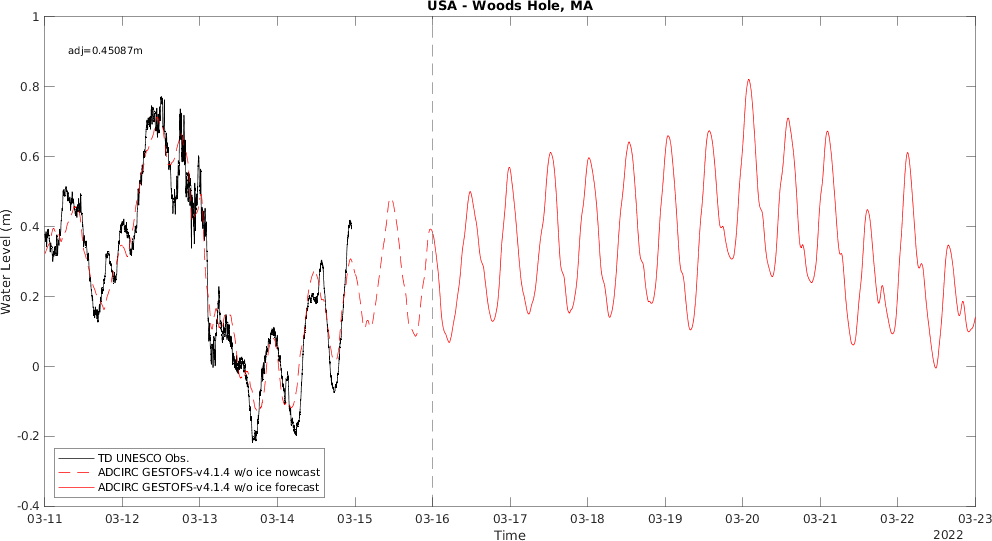 USA - Woods Hole, MA
adj=0.45087m
1
0.8
0.6
0.4
0.2
0
-0.2
-0.4
Water Level (m)
TD UNESCO Obs.
ADCIRC GESTOFS-v4.1.4 w/o ice nowcast
ADCIRC GESTOFS-v4.1.4 w/o ice forecast
03-11 03-12 03-13 03-14 03-15 03-16 03-17 03-18 03-19 03-20 03-21 03-22 03-23
Time
2022